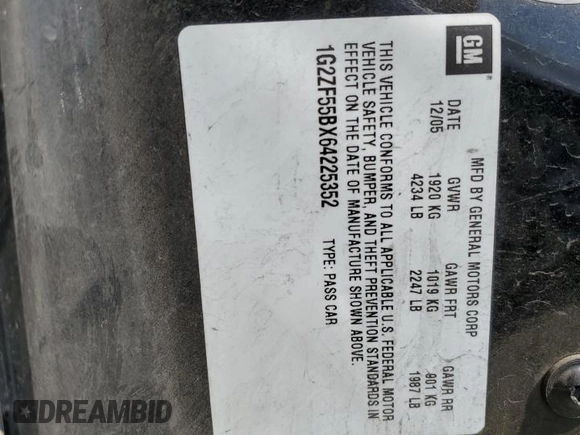 GM
MFD BY GENERAL MOTORS CORP
DATE GVWR GAWR FRT GAWR RR
12/05 1920 KG 1019 KG 901 KG
4234 LB 2247 LB 1987 LB
THIS VEHICLE CONFORMS TO ALL APPLICABLE U.S. FEDERAL MOTOR
VEHICLE SAFETY, BUMPER, AND THEFT PREVENTION STANDARDS IN
EFFECT ON THE DATE OF MANUFACTURE SHOWN ABOVE.
1G2ZF55BX64225352 TYPE: PASS CAR
DREAMBID